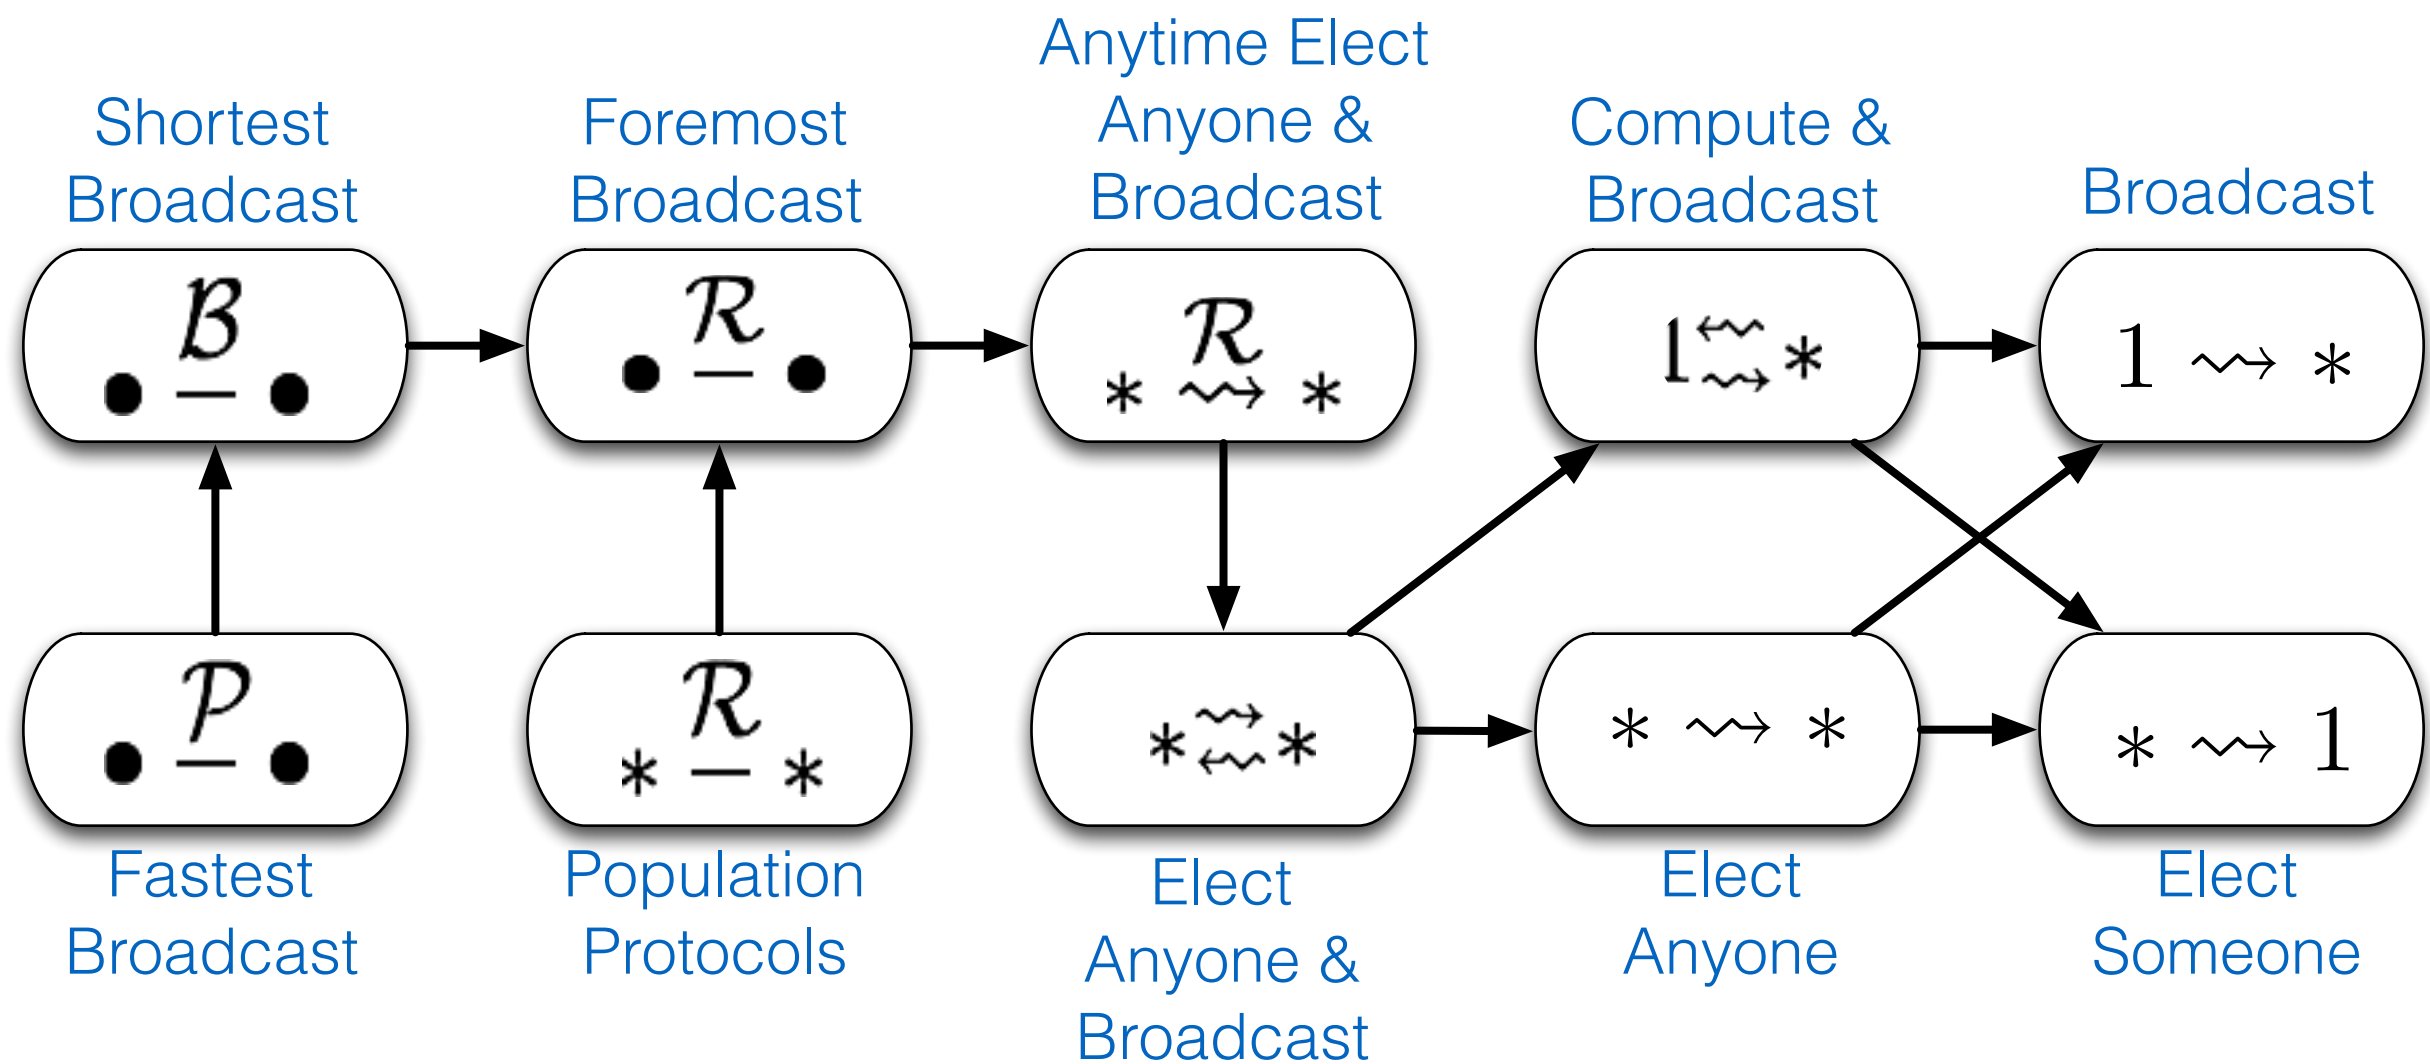 Shortest
Broadcast
Foremost
Broadcast
Anytime Elect
Anyone &
Broadcast
Compute &
Broadcast
Broadcast
ℬ
• — •
ℛ
• — •
ℛ
* ⇝ *
1 ⇜⇝ *
1 ⇝ *
𝒫
• — •
ℛ
* — *
* ⇝⇜ *
* ⇝ *
* ⇝ 1
Fastest
Broadcast
Population
Protocols
Elect
Anyone &
Broadcast
Elect
Anyone
Elect
Someone